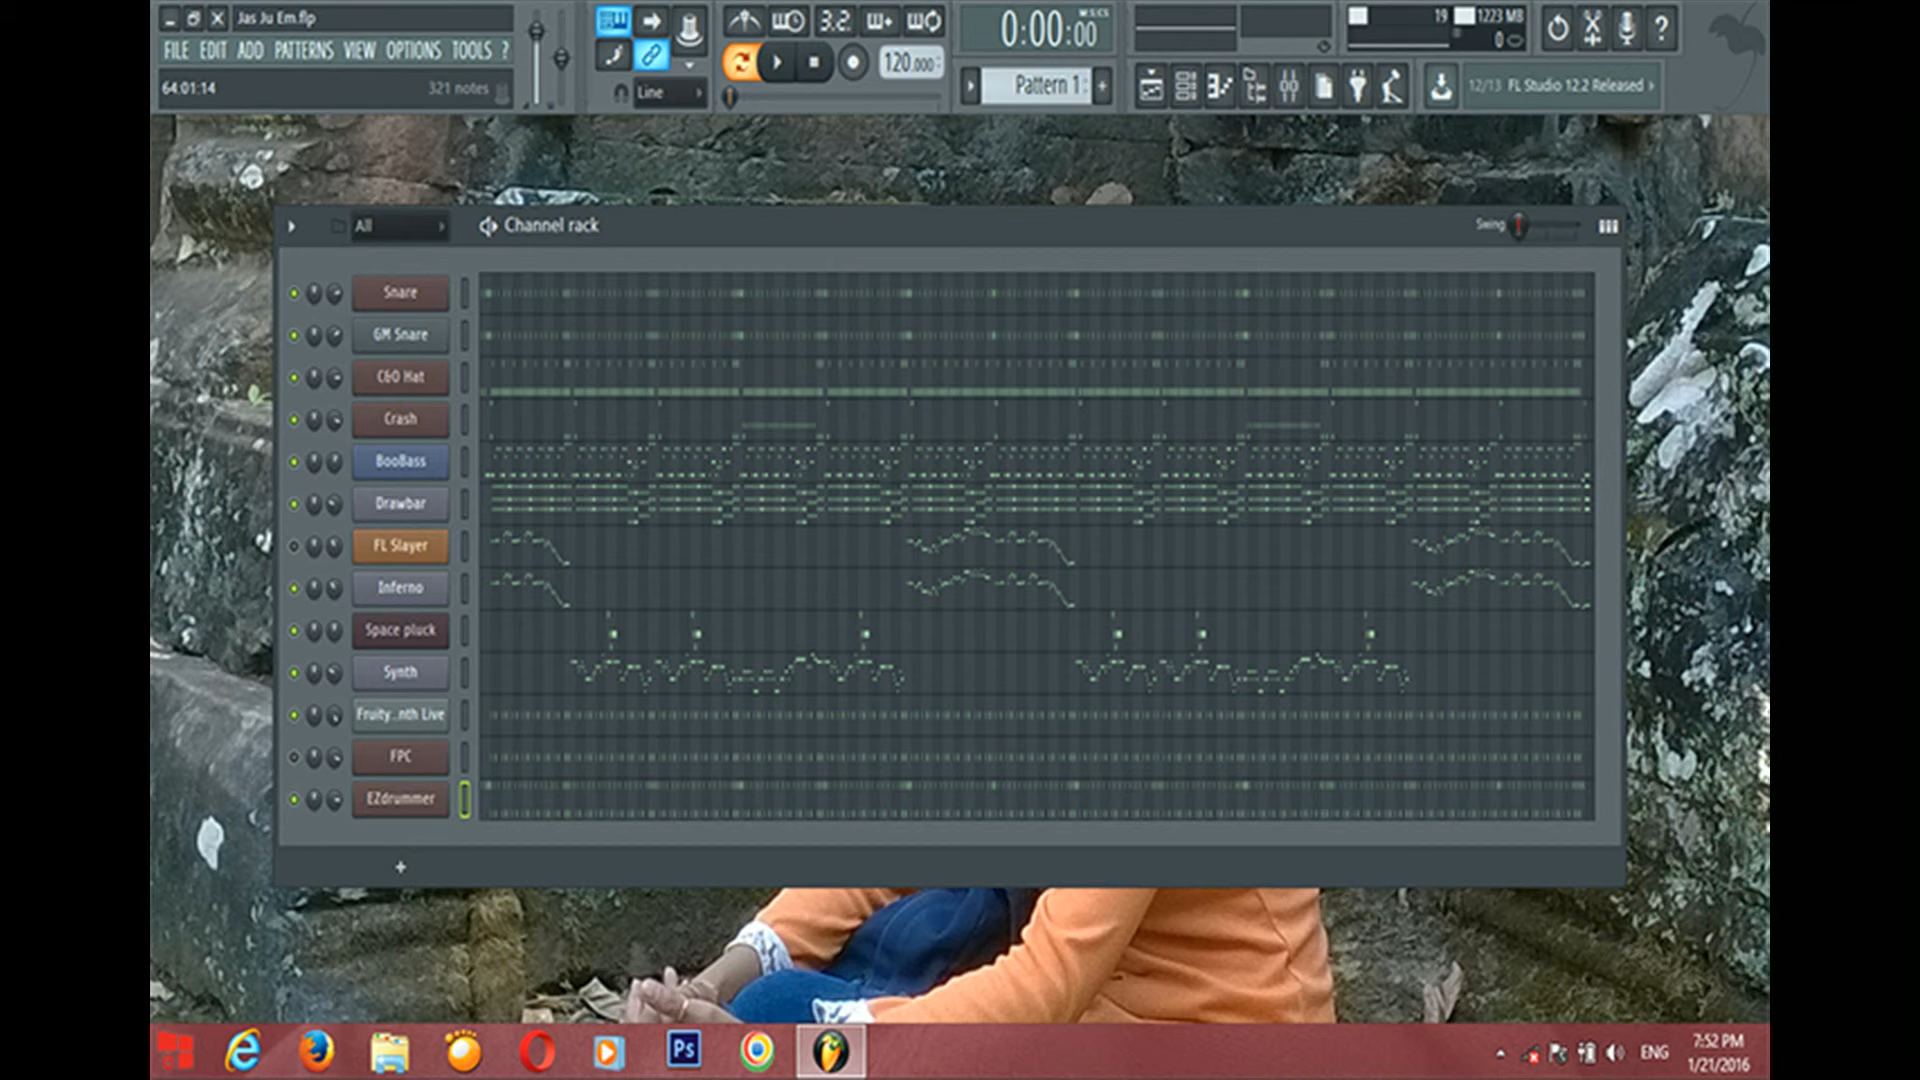 Jas Ju Em.flp
FILE EDIT ADD PATTERNS VIEW OPTIONS TOOLS ?
64:01:14 321 notes
Line
3.2.
120.000
0:00:00
M:S:CS
Pattern 1
19 1223 MB
0
?
12/13 FL Studio 12.2 Released
All
Channel rack
Swing
Snare
GM Snare
C&O Hat
Crash
BooBass
Drawbar
FL Slayer
Inferno
Space pluck
Synth
Fruity..nth Live
FPC
EZdrummer
+
Ps
ENG
7:52 PM
1/21/2016